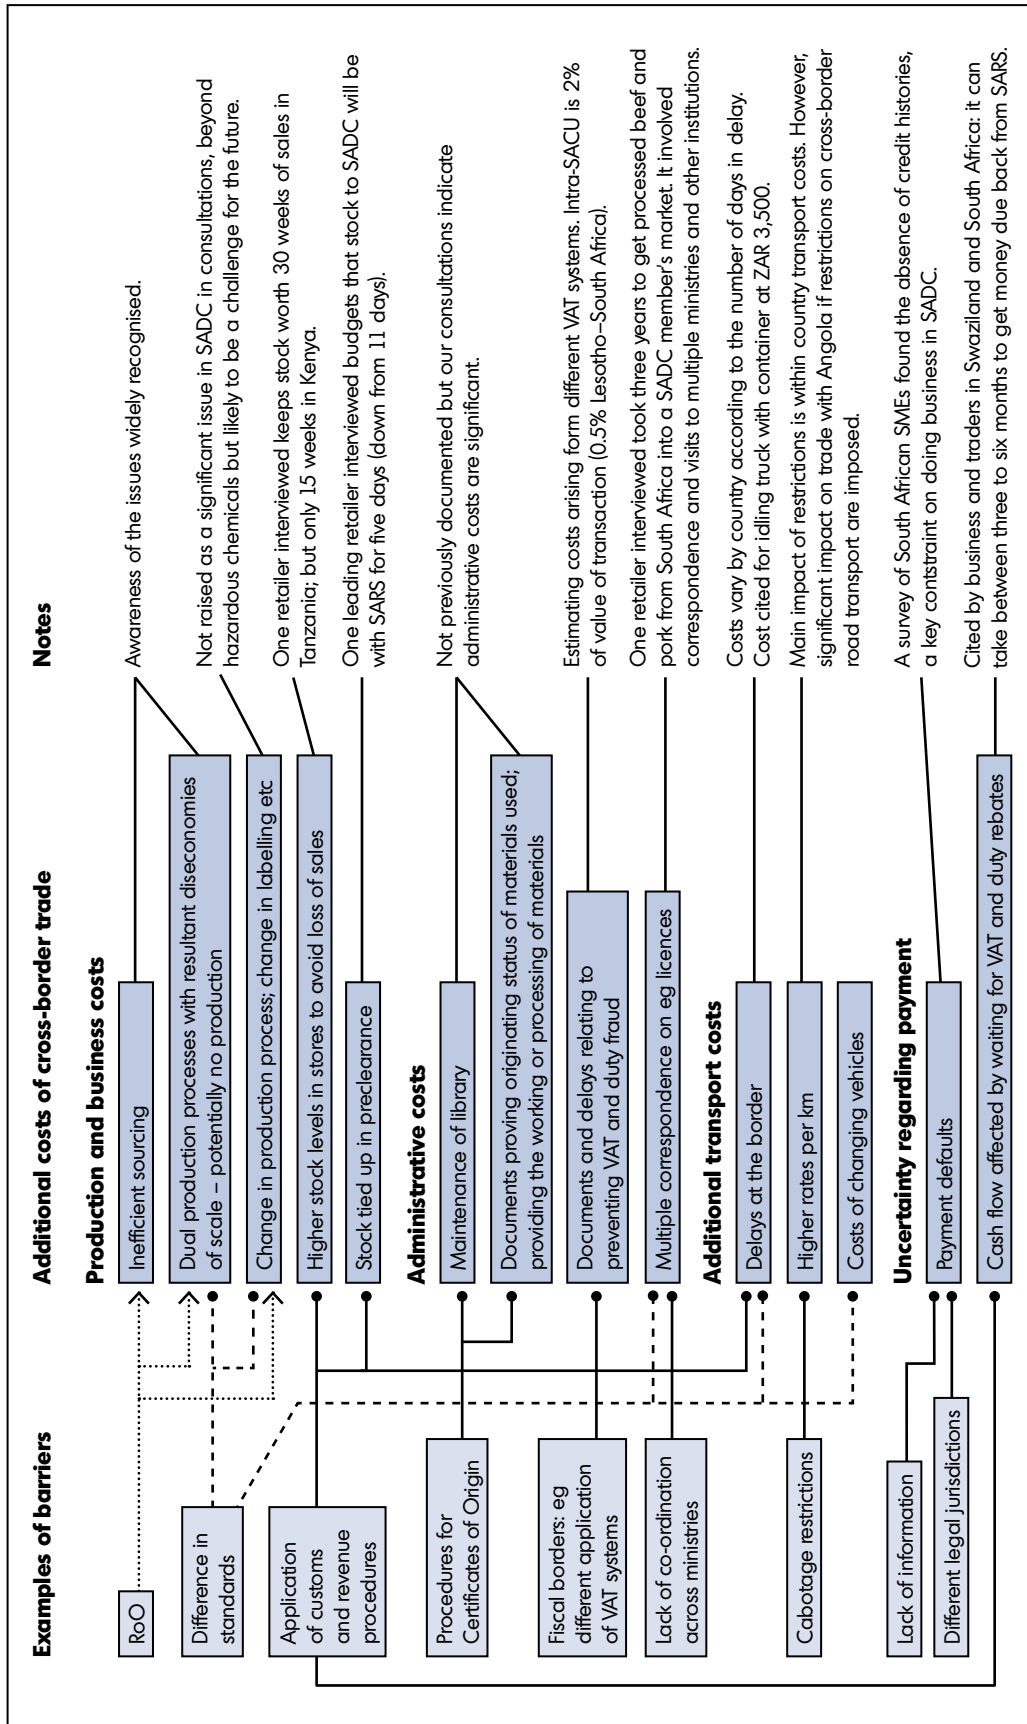 Examples of barriers
RoO
Difference in
standards
Application
of customs
and revenue
procedures
Procedures for
Certificates of Origin
Fiscal borders: eg
different application
of VAT systems
Lack of co-ordination
across ministries
Cabotage restrictions
Lack of information
Different legal jurisdictions
Additional costs of cross-border trade
Production and business costs
Inefficient sourcing
Dual production processes with resultant diseconomies
of scale – potentially no production
Change in production process; change in labelling etc
Higher stock levels in stores to avoid loss of sales
Stock tied up in preclearance
Administrative costs
Maintenance of library
Documents proving originating status of materials used;
providing the working or processing of materials
Documents and delays relating to
preventing VAT and duty fraud
Multiple correspondence on eg licences
Additional transport costs
Delays at the border
Higher rates per km
Costs of changing vehicles
Uncertainty regarding payment
Payment defaults
Cash flow affected by waiting for VAT and duty rebates
Notes
Awareness of the issues widely recognised.
Not raised as a significant issue in SADC in consultations, beyond
hazardous chemicals but likely to be a challenge for the future.
One retailer interviewed keeps stock worth 30 weeks of sales in
Tanzania; but only 15 weeks in Kenya.
One leading retailer interviewed budgets that stock to SADC will be
with SARS for five days (down from 11 days).
Not previously documented but our consultations indicate
administrative costs are significant.
Estimating costs arising form different VAT systems. Intra-SACU is 2%
of value of transaction (0.5% Lesotho–South Africa).
One retailer interviewed took three years to get processed beef and
pork from South Africa into a SADC member's market. It involved
correspondence and visits to multiple ministries and other institutions.
Costs vary by country according to the number of days in delay.
Cost cited for idling truck with container at ZAR 3,500.
Main impact of restrictions is within country transport costs. However,
significant impact on trade with Angola if restrictions on cross-border
road transport are imposed.
A survey of South African SMEs found the absence of credit histories,
a key contstraint on doing business in SADC.
Cited by business and traders in Swaziland and South Africa: it can
take between three to six months to get money due back from SARS.